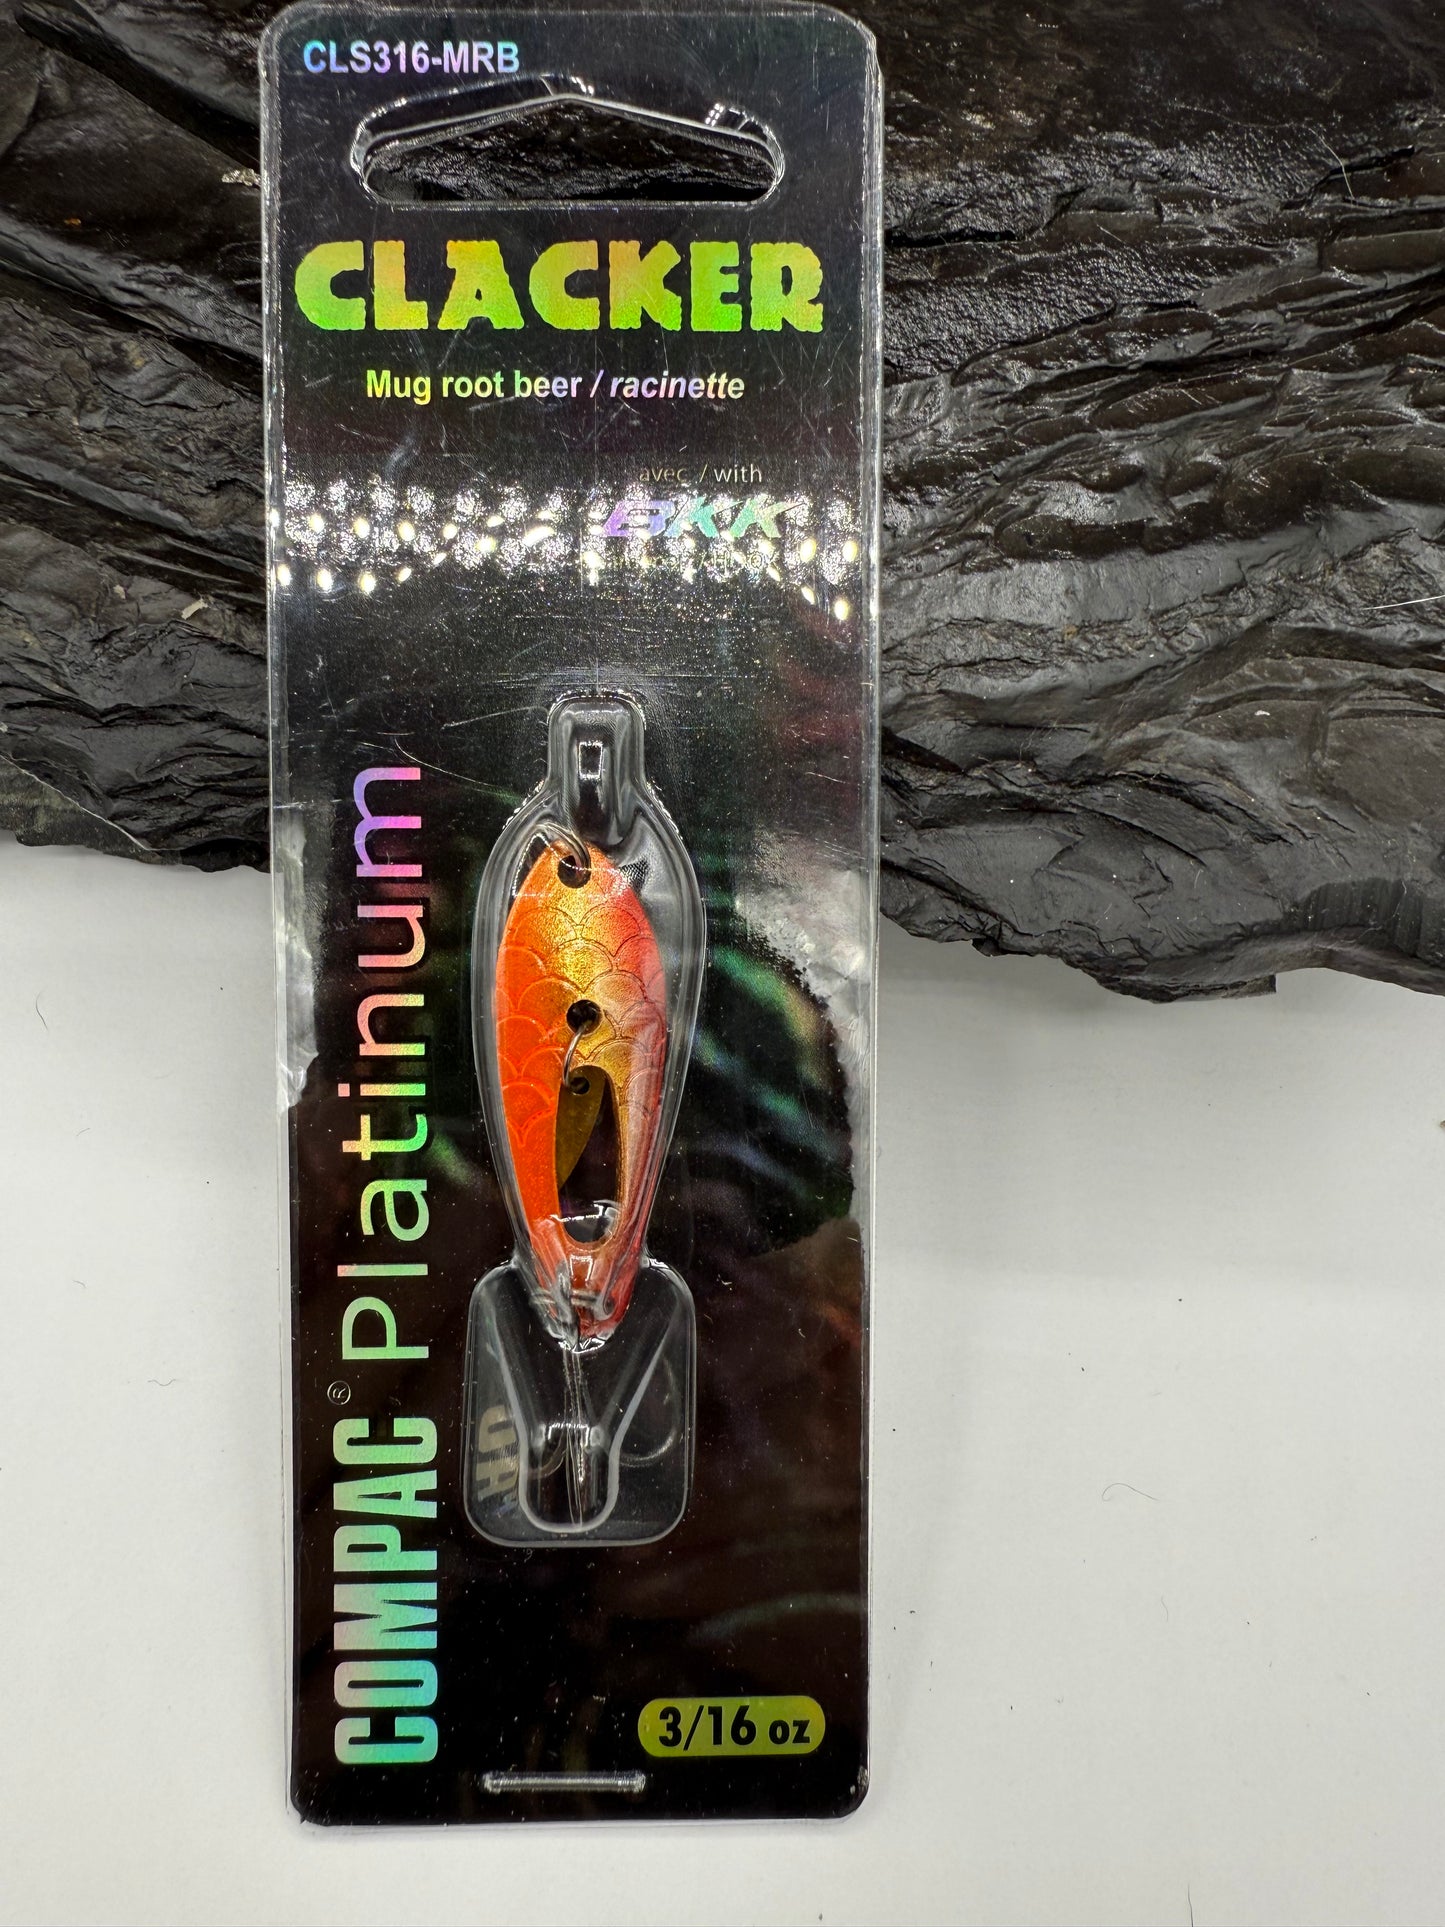 CLS316-MRB
CLACKER
Mug root beer / racinette
avec / with
BKK
COMPAC® Platinum
3/16 oz